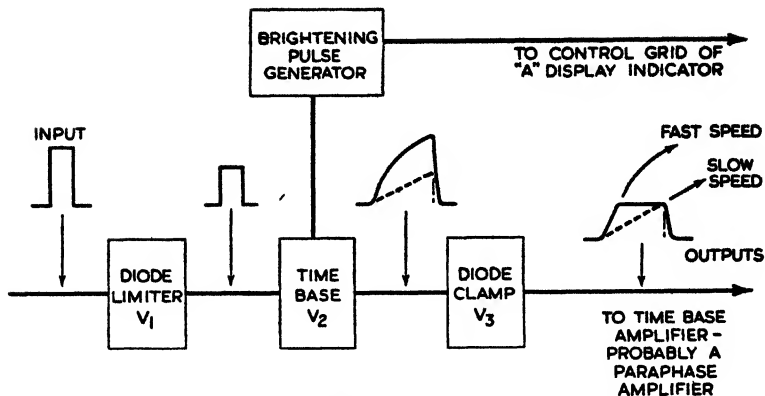 BRIGHTENING
PULSE
GENERATOR
TO CONTROL GRID OF
"A" DISPLAY INDICATOR
INPUT
FAST SPEED
SLOW
SPEED
OUTPUTS
DIODE
LIMITER
V1
TIME
BASE
V2
DIODE
CLAMP
V3
TO TIME BASE
AMPLIFIER-
PROBABLY A
PARAPHASE
AMPLIFIER